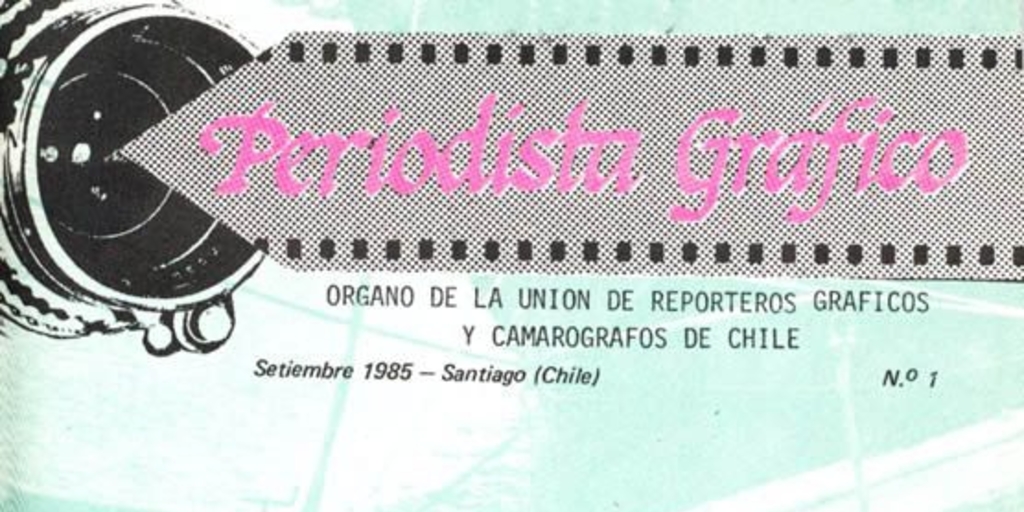 Periodista Gráfico
ORGANO DE LA UNION DE REPORTEROS GRAFICOS
Y CAMAROGRAFOS DE CHILE
Setiembre 1985 – Santiago (Chile) N.º 1